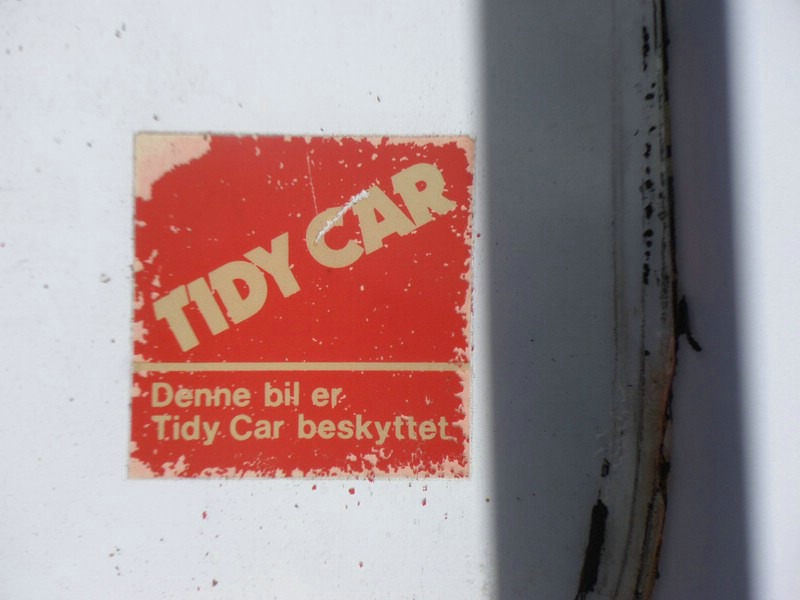 TIDY CAR
Denne bil er
Tidy Car beskyttet